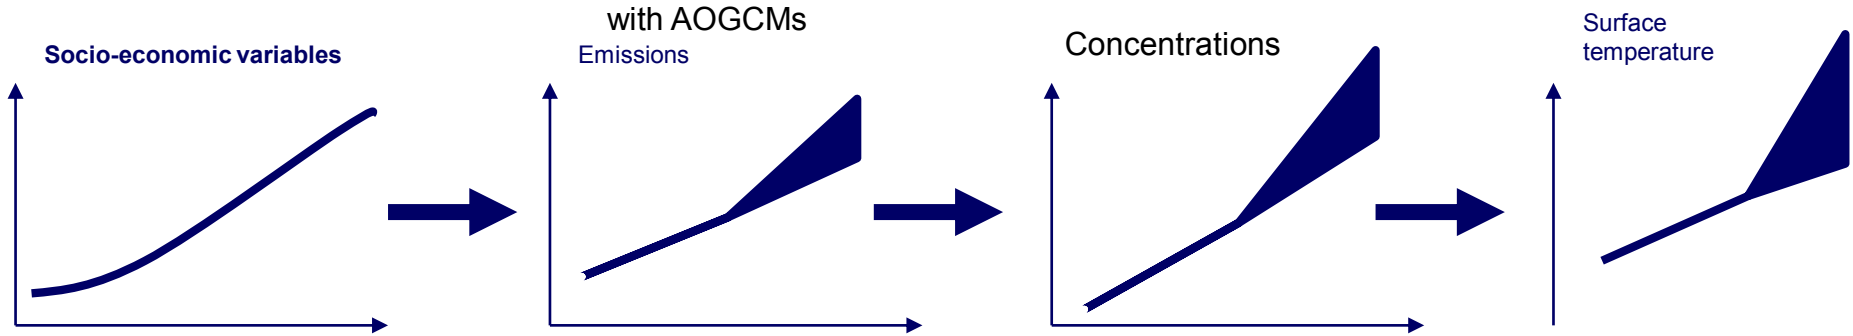 with AOGCMs
Socio-economic variables
Emissions
Concentrations
Surface
temperature